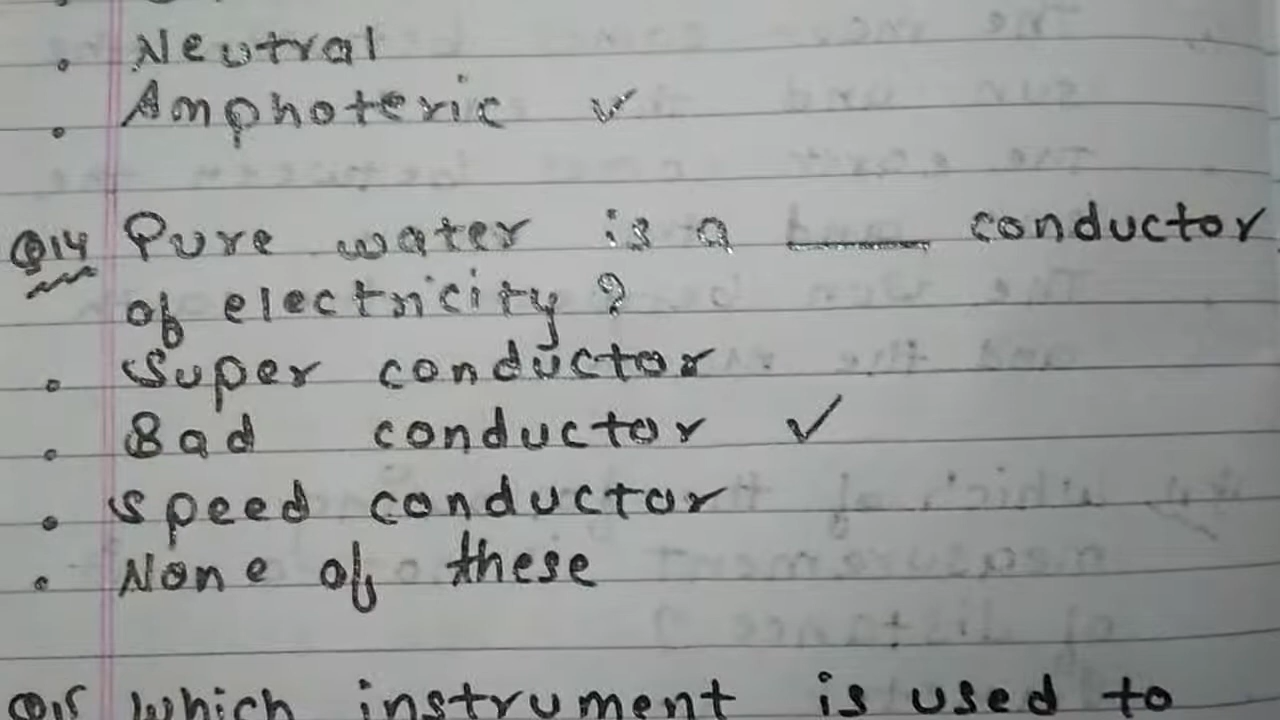 . Neutral
. Amphoteric ✓
Q14 Pure water is a ____ conductor
of electricity?
. Super conductor
. Bad conductor ✓
. Speed conductor
. None of these
Q15 Which instrument is used to